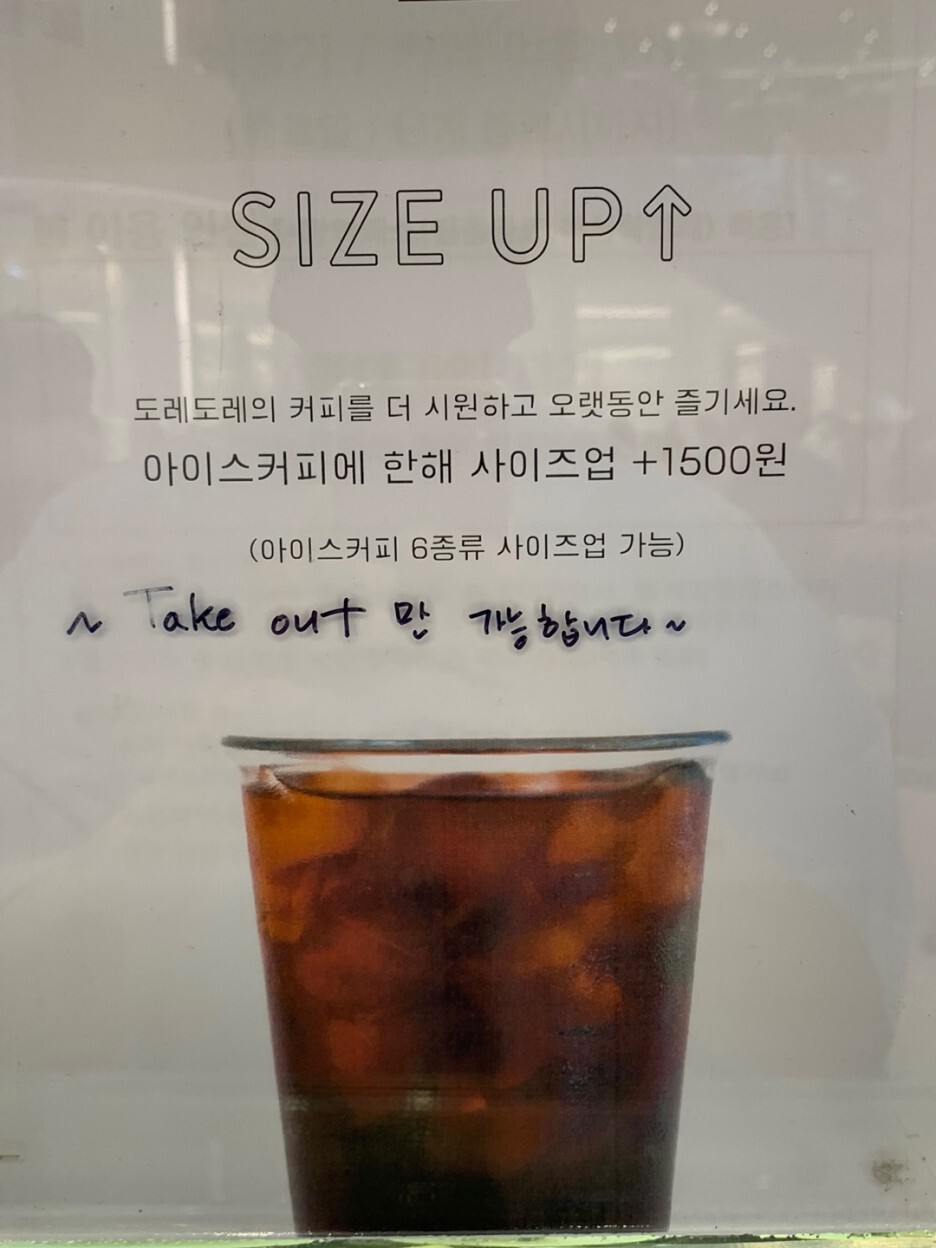 SIZE UP↑
도레도레의 커피를 더 시원하고 오랫동안 즐기세요.
아이스커피에 한해 사이즈업 +1500원
(아이스커피 6종류 사이즈업 가능)
~ Take out 만 가능합니다~